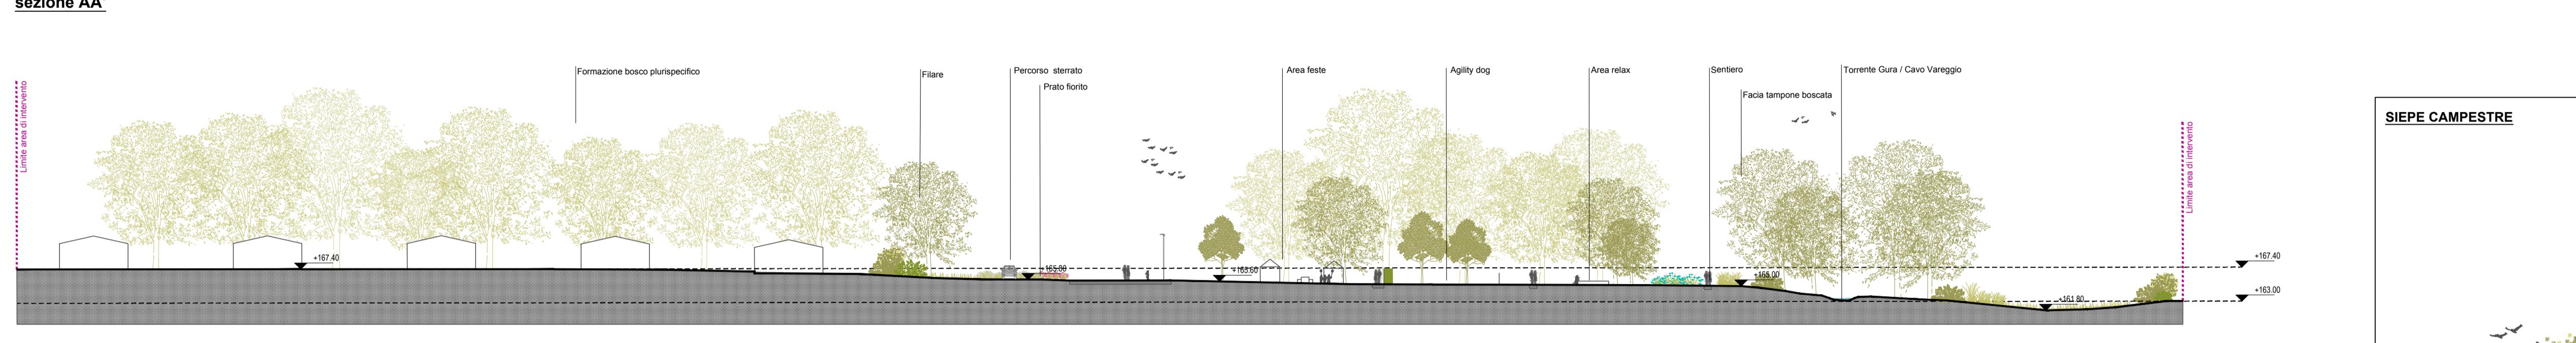 sezione AA'
Limite area di intervento
Formazione bosco plurispecifico
Filare
Percorso sterrato
Prato fiorito
Area feste
Agility dog
Area relax
Sentiero
Facia tampone boscata
Torrente Gura / Cavo Vareggio
Limite area di intervento
SIEPE CAMPESTRE
+167.40
+163.60
+165.00
+161.80
+167.40
+163.00